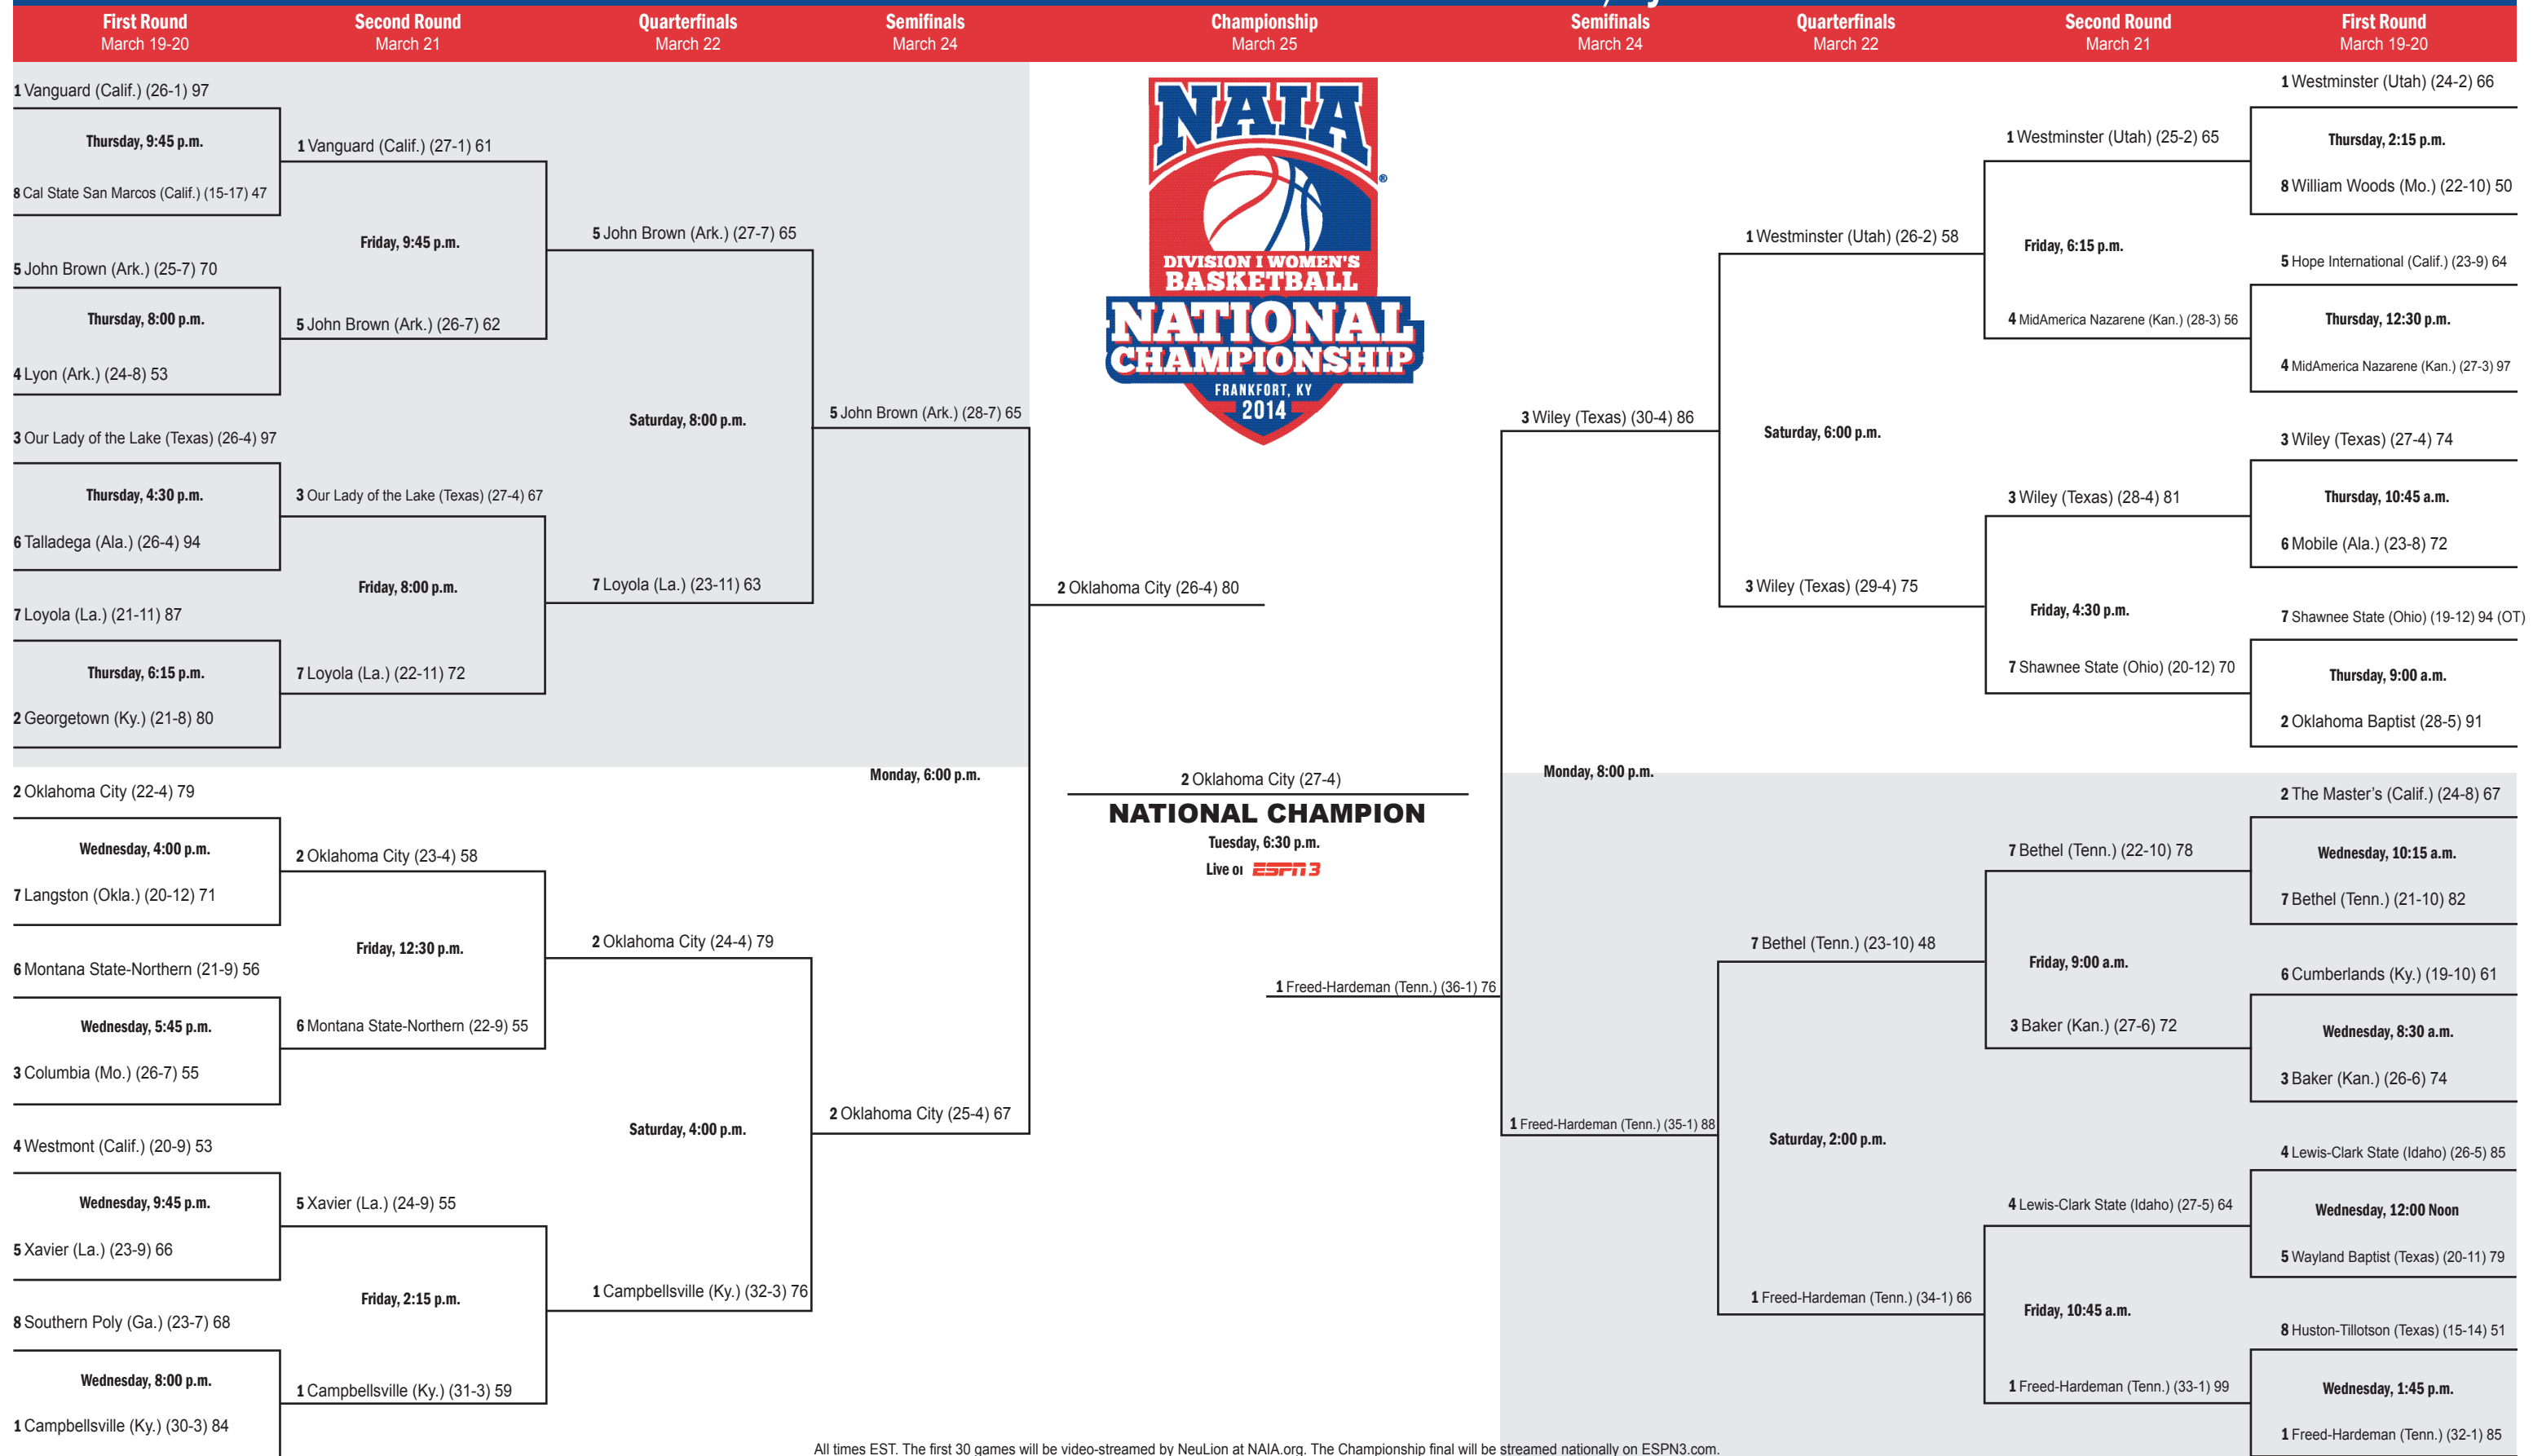 First Round
March 19-20
Second Round
March 21
Quarterfinals
March 22
Semifinals
March 24
Championship
March 25
Semifinals
March 24
Quarterfinals
March 22
Second Round
March 21
First Round
March 19-20
1 Vanguard (Calif.) (26-1) 97
Thursday, 9:45 p.m.
8 Cal State San Marcos (Calif.) (15-17) 47
5 John Brown (Ark.) (25-7) 70
Thursday, 8:00 p.m.
4 Lyon (Ark.) (24-8) 53
3 Our Lady of the Lake (Texas) (26-4) 97
Thursday, 4:30 p.m.
6 Talladega (Ala.) (26-4) 94
7 Loyola (La.) (21-11) 87
Thursday, 6:15 p.m.
2 Georgetown (Ky.) (21-8) 80
2 Oklahoma City (22-4) 79
Wednesday, 4:00 p.m.
7 Langston (Okla.) (20-12) 71
6 Montana State-Northern (21-9) 56
Wednesday, 5:45 p.m.
3 Columbia (Mo.) (26-7) 55
4 Westmont (Calif.) (20-9) 53
Wednesday, 9:45 p.m.
5 Xavier (La.) (23-9) 66
8 Southern Poly (Ga.) (23-7) 68
Wednesday, 8:00 p.m.
1 Campbellsville (Ky.) (30-3) 84
1 Vanguard (Calif.) (27-1) 61
Friday, 9:45 p.m.
5 John Brown (Ark.) (26-7) 62
3 Our Lady of the Lake (Texas) (27-4) 67
Friday, 8:00 p.m.
7 Loyola (La.) (22-11) 72
2 Oklahoma City (23-4) 58
Friday, 12:30 p.m.
6 Montana State-Northern (22-9) 55
5 Xavier (La.) (24-9) 55
Friday, 2:15 p.m.
1 Campbellsville (Ky.) (31-3) 59
5 John Brown (Ark.) (27-7) 65
Saturday, 8:00 p.m.
7 Loyola (La.) (23-11) 63
2 Oklahoma City (24-4) 79
Saturday, 4:00 p.m.
1 Campbellsville (Ky.) (32-3) 76
5 John Brown (Ark.) (28-7) 65
Monday, 6:00 p.m.
2 Oklahoma City (25-4) 67
NAIA
®
DIVISION I WOMEN'S
BASKETBALL
NATIONAL
CHAMPIONSHIP
FRANKFORT, KY
2014
2 Oklahoma City (26-4) 80
2 Oklahoma City (27-4)
NATIONAL CHAMPION
Tuesday, 6:30 p.m.
Live o ESPN3
1 Freed-Hardeman (Tenn.) (36-1) 76
3 Wiley (Texas) (30-4) 86
Monday, 8:00 p.m.
1 Freed-Hardeman (Tenn.) (35-1) 88
1 Westminster (Utah) (26-2) 58
Saturday, 6:00 p.m.
3 Wiley (Texas) (29-4) 75
7 Bethel (Tenn.) (23-10) 48
Saturday, 2:00 p.m.
1 Freed-Hardeman (Tenn.) (34-1) 66
1 Westminster (Utah) (25-2) 65
Friday, 6:15 p.m.
4 MidAmerica Nazarene (Kan.) (28-3) 56
3 Wiley (Texas) (28-4) 81
Friday, 4:30 p.m.
7 Shawnee State (Ohio) (20-12) 70
7 Bethel (Tenn.) (22-10) 78
Friday, 9:00 a.m.
3 Baker (Kan.) (27-6) 72
4 Lewis-Clark State (Idaho) (27-5) 64
Friday, 10:45 a.m.
1 Freed-Hardeman (Tenn.) (33-1) 99
1 Westminster (Utah) (24-2) 66
Thursday, 2:15 p.m.
8 William Woods (Mo.) (22-10) 50
5 Hope International (Calif.) (23-9) 64
Thursday, 12:30 p.m.
4 MidAmerica Nazarene (Kan.) (27-3) 97
3 Wiley (Texas) (27-4) 74
Thursday, 10:45 a.m.
6 Mobile (Ala.) (23-8) 72
7 Shawnee State (Ohio) (19-12) 94 (OT)
Thursday, 9:00 a.m.
2 Oklahoma Baptist (28-5) 91
2 The Master's (Calif.) (24-8) 67
Wednesday, 10:15 a.m.
7 Bethel (Tenn.) (21-10) 82
6 Cumberlands (Ky.) (19-10) 61
Wednesday, 8:30 a.m.
3 Baker (Kan.) (26-6) 74
4 Lewis-Clark State (Idaho) (26-5) 85
Wednesday, 12:00 Noon
5 Wayland Baptist (Texas) (20-11) 79
8 Huston-Tillotson (Texas) (15-14) 51
Wednesday, 1:45 p.m.
1 Freed-Hardeman (Tenn.) (32-1) 85
All times EST. The first 30 games will be video-streamed by NeuLion at NAIA.org. The Championship final will be streamed nationally on ESPN3.com.